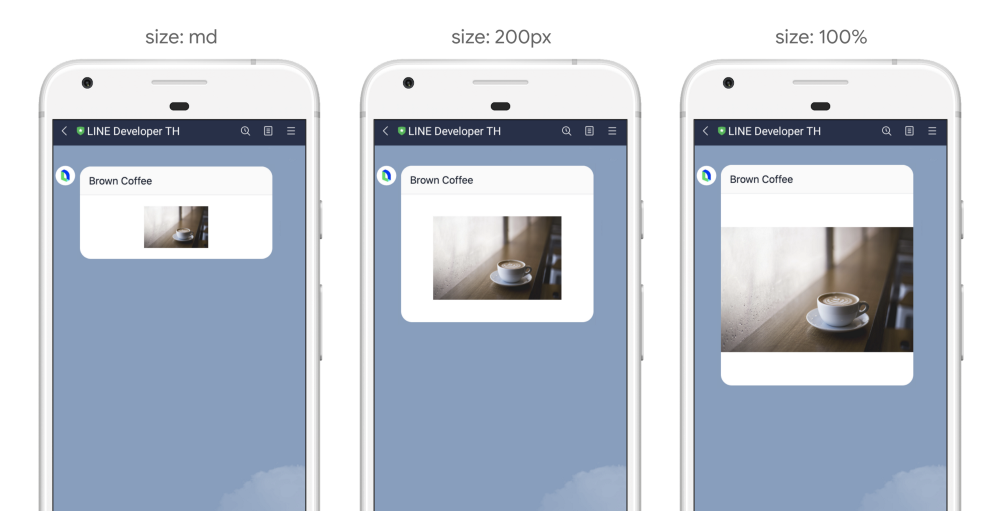 size: md
size: 200px
size: 100%
LINE Developer TH
LINE Developer TH
LINE Developer TH
Brown Coffee
Brown Coffee
Brown Coffee